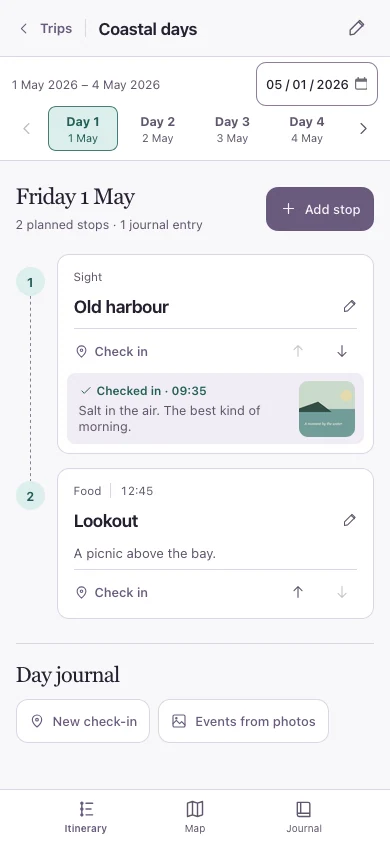 Trips
Coastal days
1 May 2026 – 4 May 2026
05/01/2026
Day 1
1 May
Day 2
2 May
Day 3
3 May
Day 4
4 May
Friday 1 May
2 planned stops · 1 journal entry
Add stop
1
Sight
Old harbour
Check in
Checked in · 09:35
Salt in the air. The best kind of
morning.
2
Food
12:45
Lookout
A picnic above the bay.
Check in
Day journal
New check-in
Events from photos
Itinerary
Map
Journal